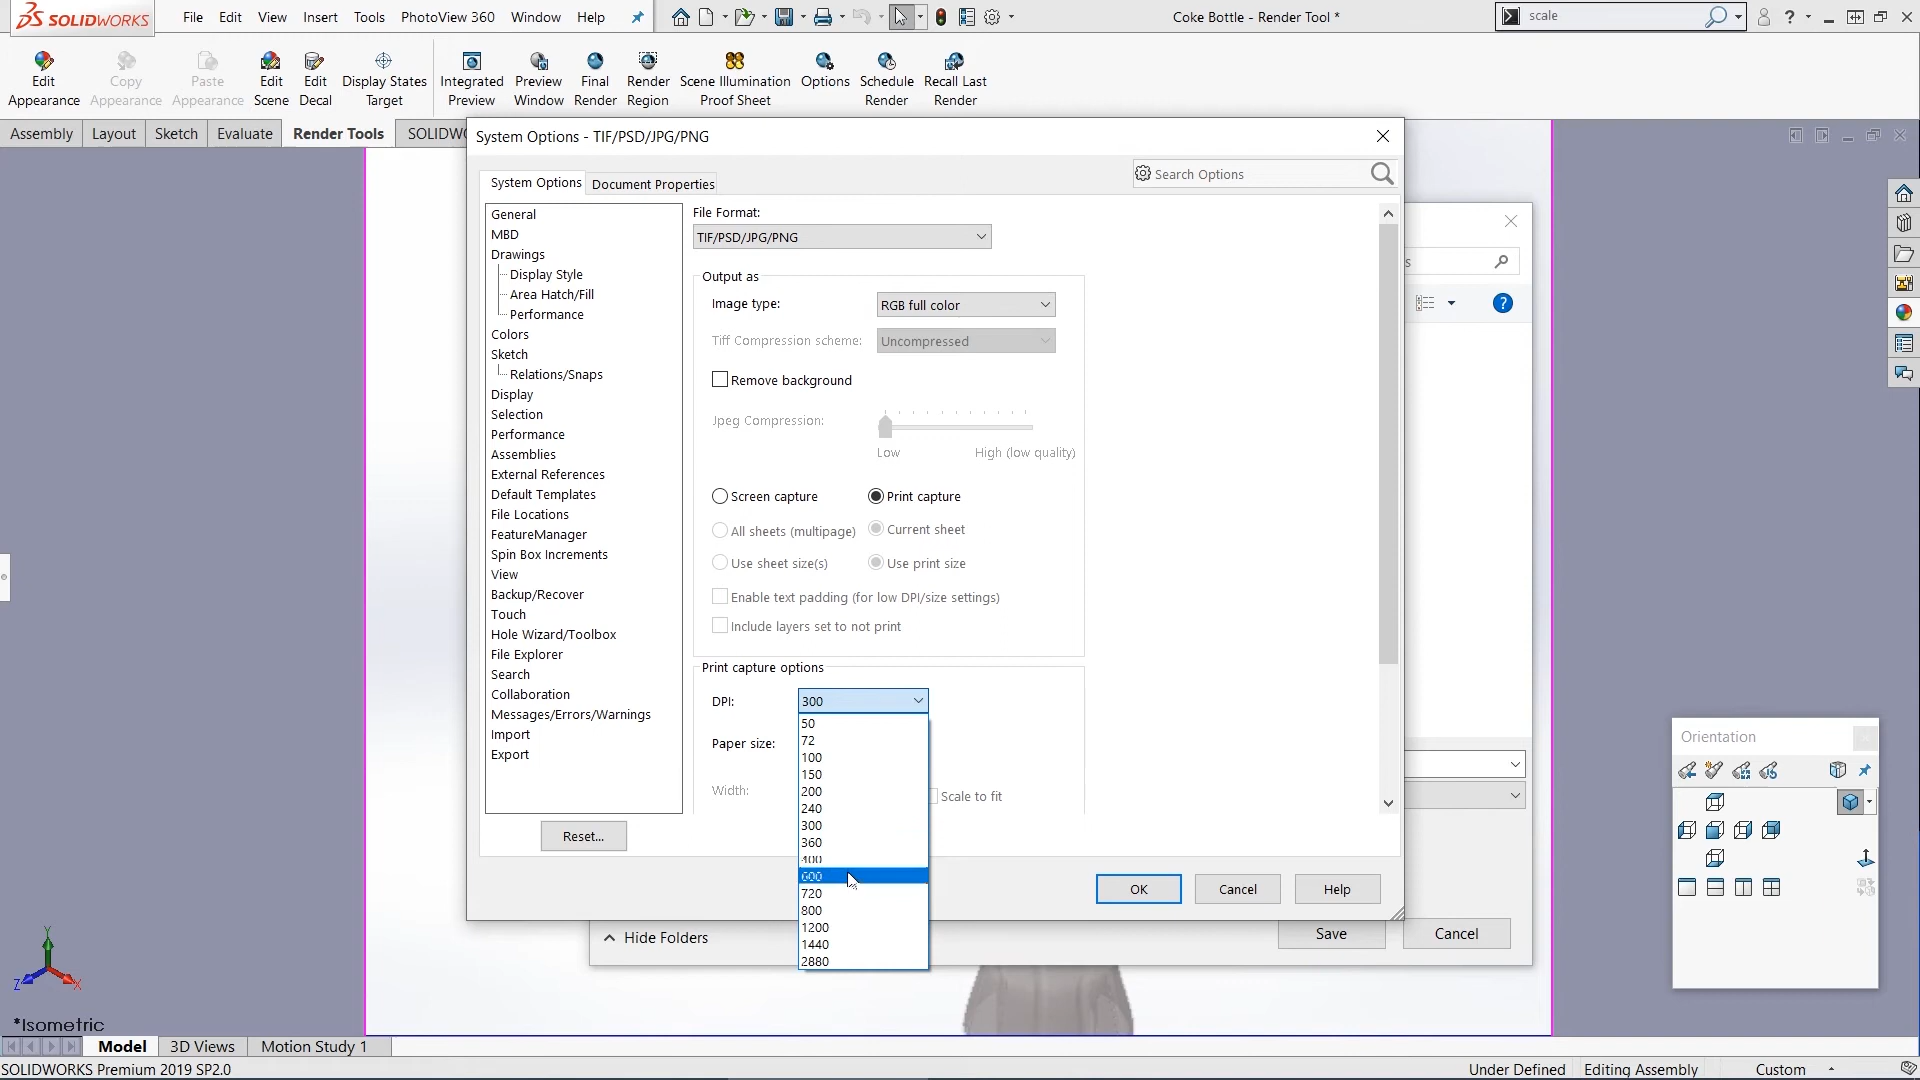 SOLIDWORKS
File Edit View Insert Tools PhotoView 360 Window Help
Coke Bottle - Render Tool *
scale
Edit Appearance
Copy Appearance
Paste Appearance
Edit Scene
Edit Decal
Display States Target
Integrated Preview
Preview Window
Final Render
Render Region
Scene Illumination Proof Sheet
Options
Schedule Render
Recall Last Render
Assembly Layout Sketch Evaluate Render Tools SOLIDWO
System Options - TIF/PSD/JPG/PNG
System Options Document Properties
Search Options
General
MBD
Drawings
Display Style
Area Hatch/Fill
Performance
Colors
Sketch
Relations/Snaps
Display
Selection
Performance
Assemblies
External References
Default Templates
File Locations
FeatureManager
Spin Box Increments
View
Backup/Recover
Touch
Hole Wizard/Toolbox
File Explorer
Search
Collaboration
Messages/Errors/Warnings
Import
Export
Reset...
File Format:
TIF/PSD/JPG/PNG
Output as
Image type: RGB full color
Tiff Compression scheme: Uncompressed
Remove background
Jpeg Compression:
Low High (low quality)
Screen capture Print capture
All sheets (multipage) Current sheet
Use sheet size(s) Use print size
Enable text padding (for low DPI/size settings)
Include layers set to not print
Print capture options
DPI: 300
50
72
100
150
200
240
300
360
400
600
720
800
1200
1440
2880
Paper size:
Width:
Scale to fit
OK Cancel Help
s
?
Hide Folders
Save Cancel
Orientation
Y
Z
X
*Isometric
Model 3D Views Motion Study 1
SOLIDWORKS Premium 2019 SP2.0
Under Defined Editing Assembly Custom